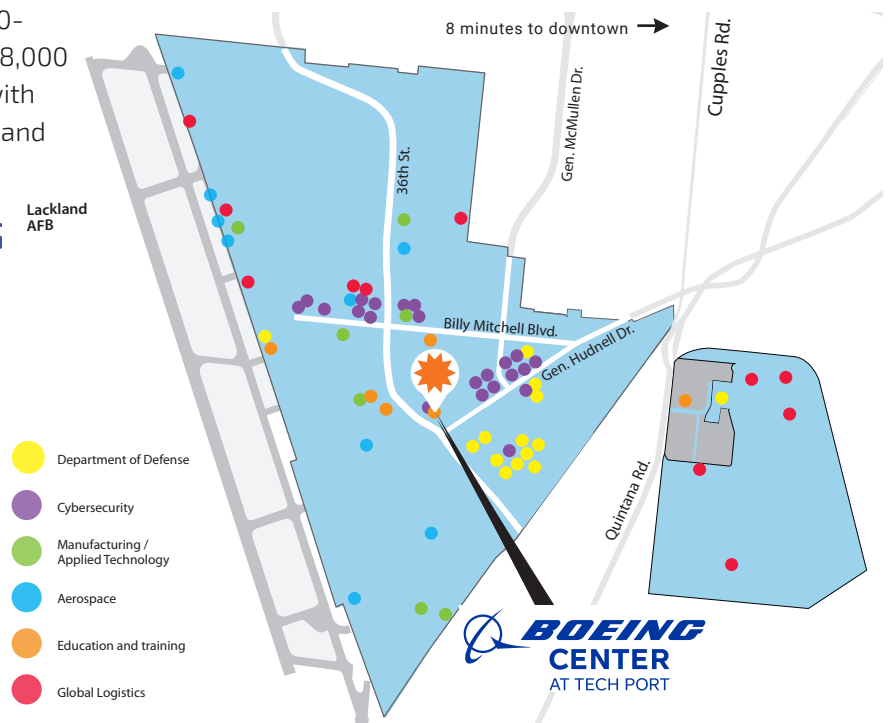 0-
8,000
with
and
8 minutes to downtown
Cupples Rd.
Gen. McMullen Dr.
36th St.
Lackland
AFB
Billy Mitchell Blvd.
Gen. Hudnell Dr.
Quintana Rd.
Department of Defense
Cybersecurity
Manufacturing /
Applied Technology
Aerospace
Education and training
Global Logistics
BOEING
CENTER
AT TECH PORT